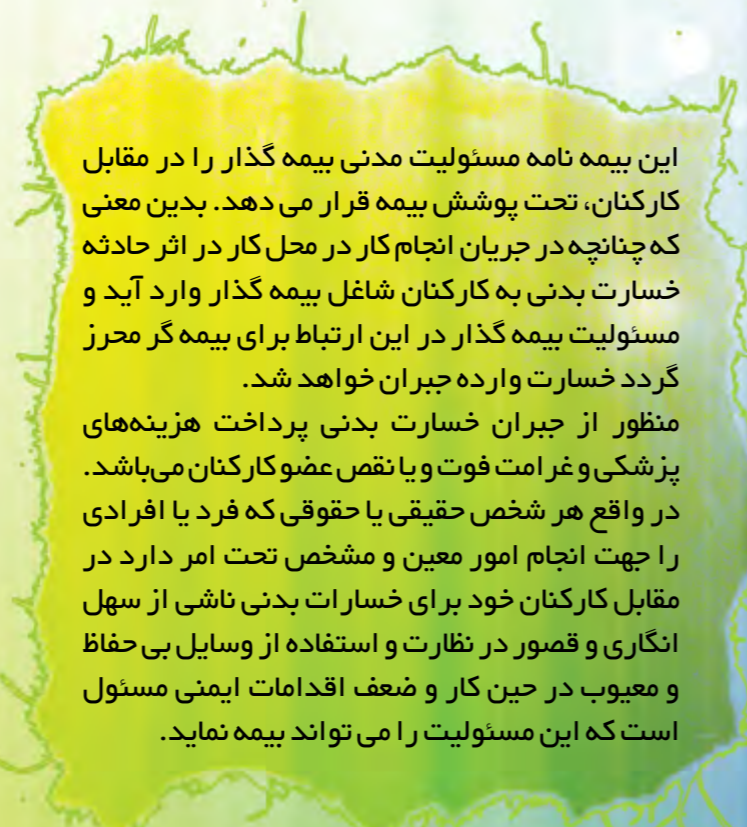 این بیمه نامه مسئولیت مدنی بیمه گذار را در مقابل
کارکنان، تحت پوشش بیمه قرار می دهد. بدین معنی
که چنانچه در جریان انجام کار در محل کار در اثر حادثه
خسارت بدنی به کارکنان شاغل بیمه گذار وارد آید و
مسئولیت بیمه گذار در این ارتباط برای بیمه گر محرز
گردد خسارت وارده جبران خواهد شد.
منظور از جبران خسارت بدنی پرداخت هزینه‌های
پزشکی و غرامت فوت و یا نقص عضو کارکنان می‌باشد.
در واقع هر شخص حقیقی یا حقوقی که فرد یا افرادی
را جهت انجام امور معین و مشخص تحت امر دارد در
مقابل کارکنان خود برای خسارات بدنی ناشی از سهل
انگاری و قصور در نظارت و استفاده از وسایل بی حفاظ
و معیوب در حین کار و ضعف اقدامات ایمنی مسئول
است که این مسئولیت را می تواند بیمه نماید.